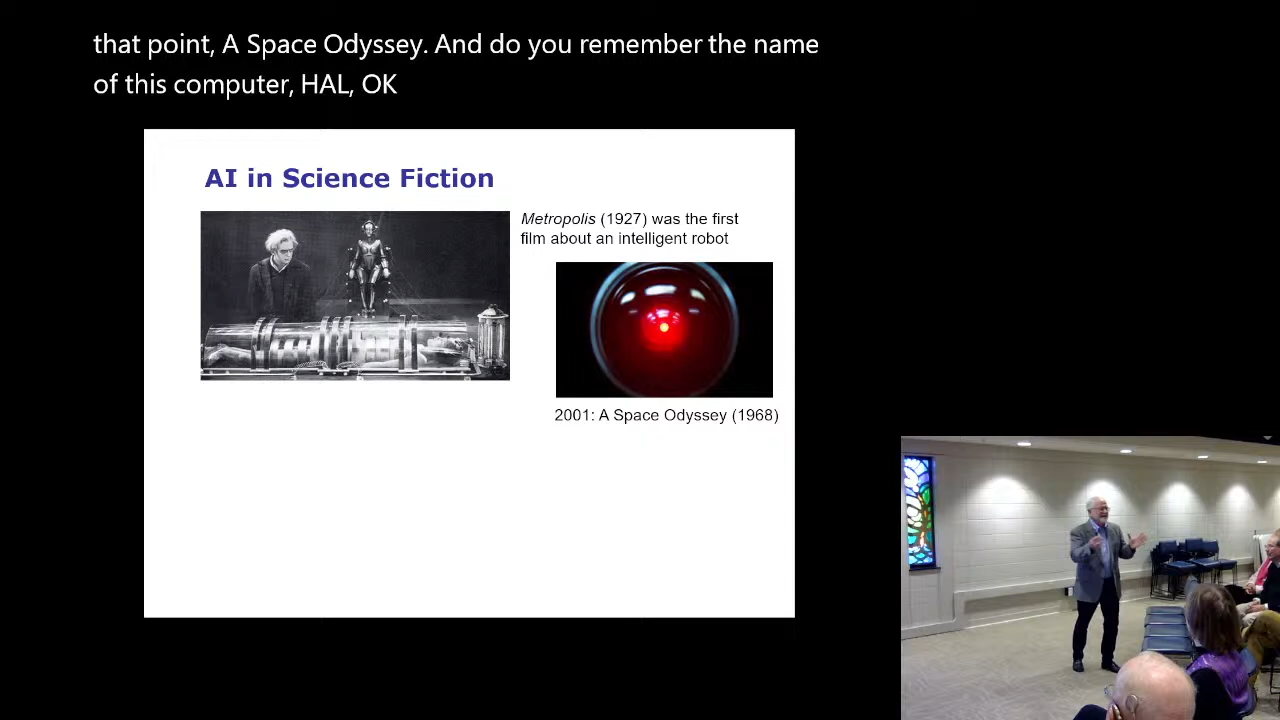 that point, A Space Odyssey. And do you remember the name
of this computer, HAL, OK
AI in Science Fiction
Metropolis (1927) was the first
film about an intelligent robot
2001: A Space Odyssey (1968)